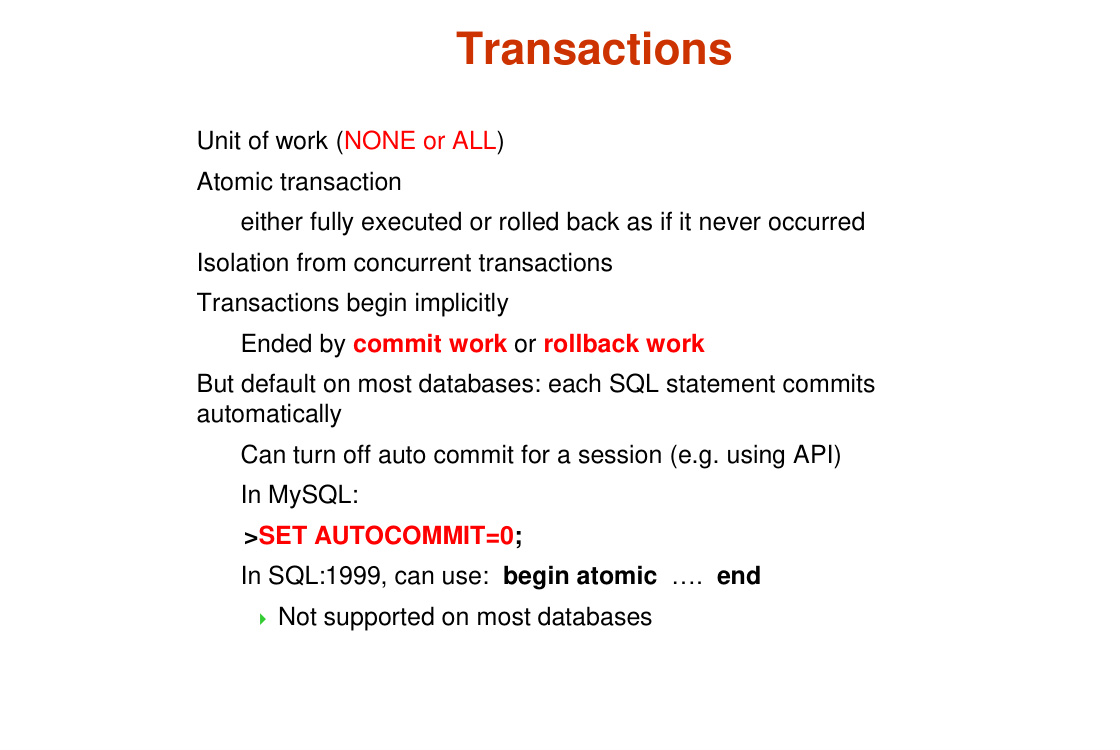 Transactions
Unit of work (NONE or ALL)
Atomic transaction
either fully executed or rolled back as if it never occurred
Isolation from concurrent transactions
Transactions begin implicitly
Ended by commit work or rollback work
But default on most databases: each SQL statement commits
automatically
Can turn off auto commit for a session (e.g. using API)
In MySQL:
>SET AUTOCOMMIT=0;
In SQL:1999, can use: begin atomic …. end
Not supported on most databases